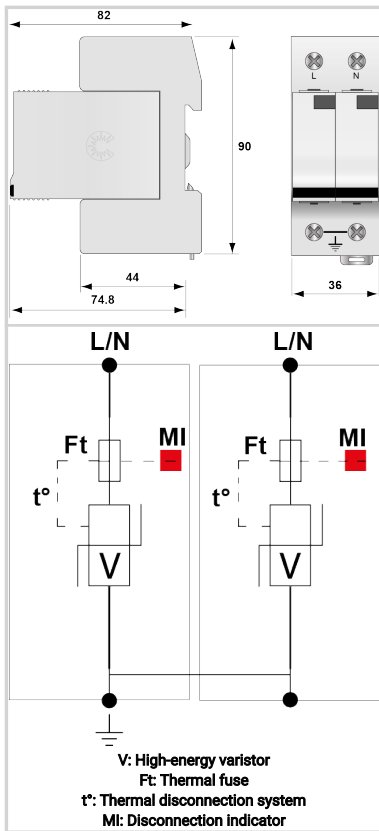 82
L N
90
44
74.8
36
L/N L/N
Ft MI Ft MI
t° t°
V V
V: High-energy varistor
Ft: Thermal fuse
t°: Thermal disconnection system
MI: Disconnection indicator